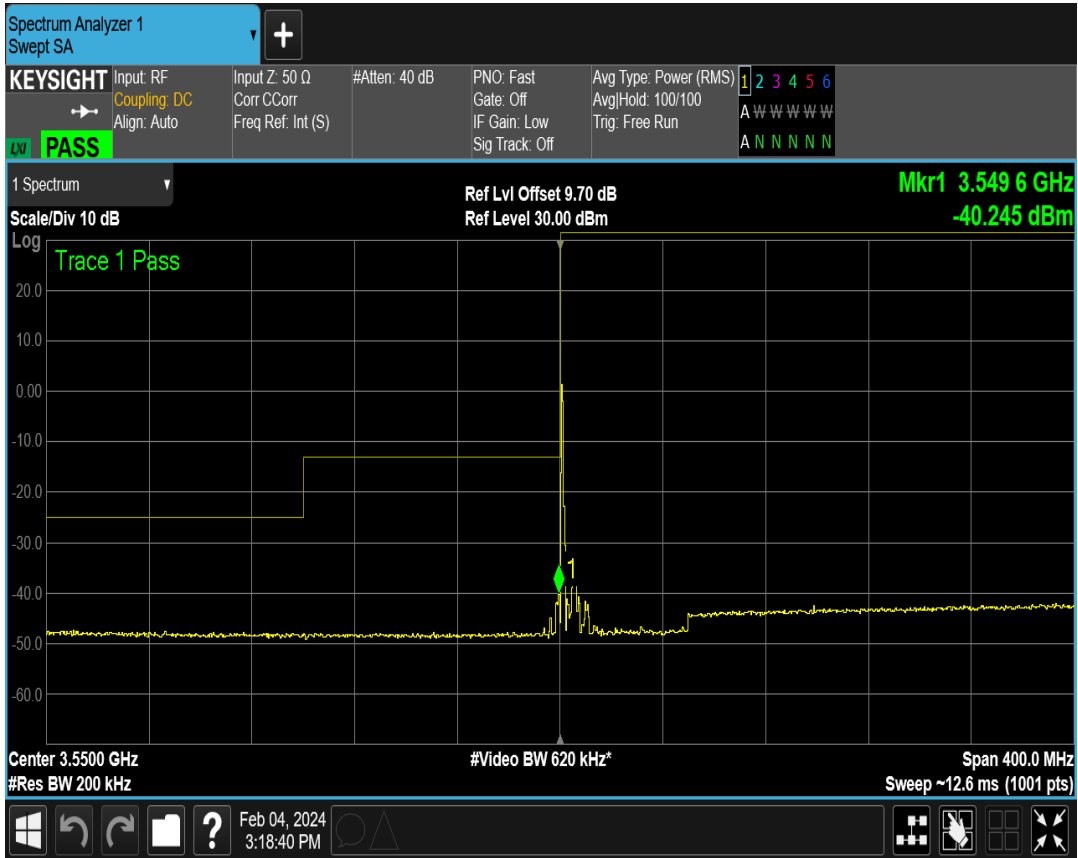 Spectrum Analyzer 1
Swept SA
+
KEYSIGHT
Input: RF
Coupling: DC
Align: Auto
LXI
PASS
Input Z: 50 Ω
Corr CCorr
Freq Ref: Int (S)
#Atten: 40 dB
PNO: Fast
Gate: Off
IF Gain: Low
Sig Track: Off
Avg Type: Power (RMS)
Avg|Hold: 100/100
Trig: Free Run
1 2 3 4 5 6
A W W W W W
A N N N N N
1 Spectrum
Scale/Div 10 dB
Ref Lvl Offset 9.70 dB
Ref Level 30.00 dBm
Mkr1 3.549 6 GHz
-40.245 dBm
Log
Trace 1 Pass
20.0
10.0
0.00
-10.0
-20.0
-30.0
1
-40.0
-50.0
-60.0
Center 3.5500 GHz
#Res BW 200 kHz
#Video BW 620 kHz*
Span 400.0 MHz
Sweep ~12.6 ms (1001 pts)
?
Feb 04, 2024
3:18:40 PM